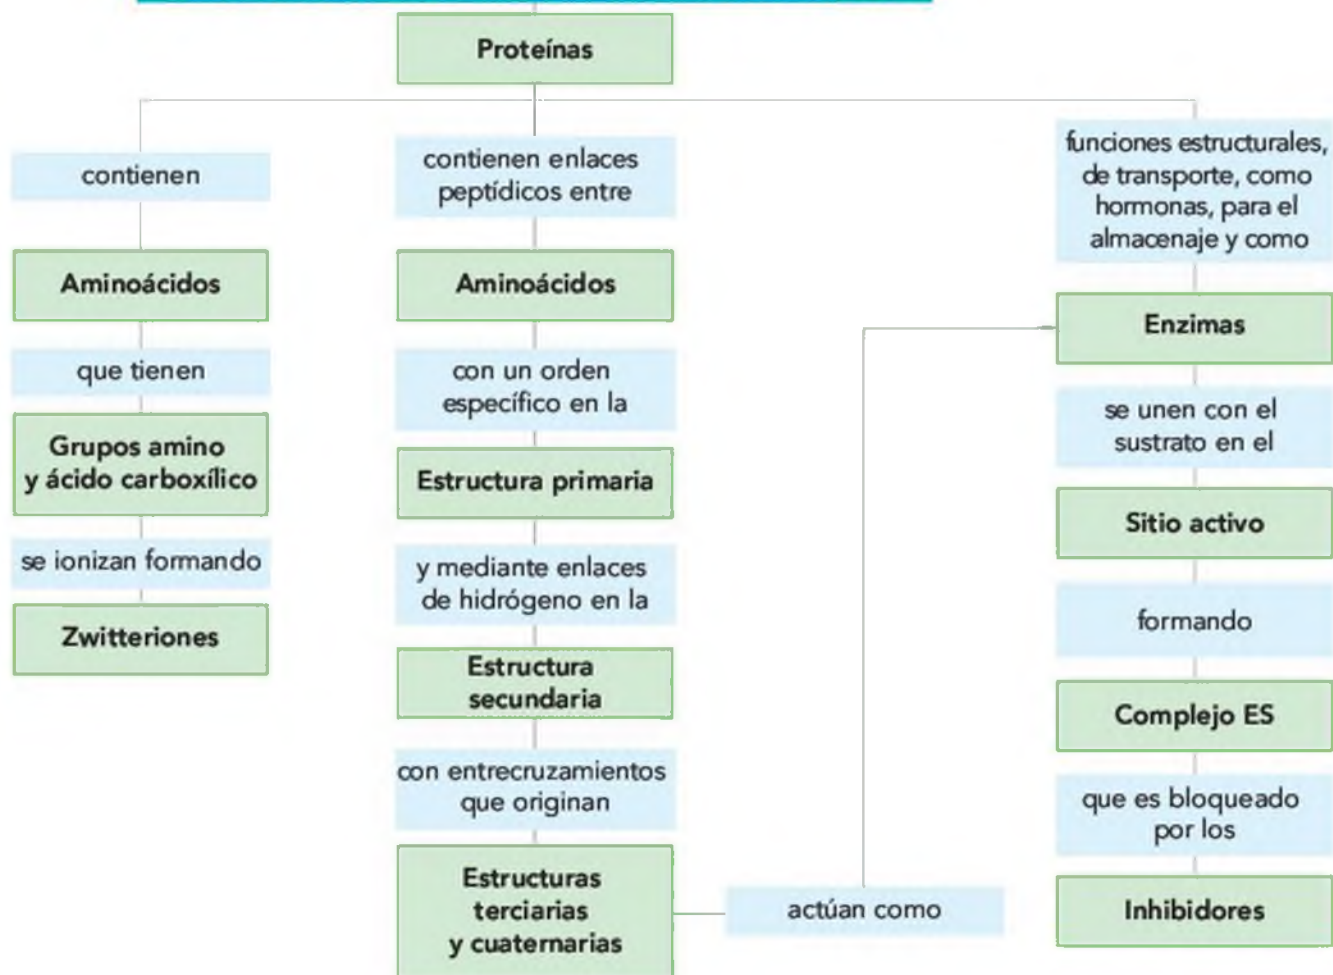 Proteínas
contienen
Aminoácidos
que tienen
Grupos amino
y ácido carboxílico
se ionizan formando
Zwitteriones
contienen enlaces
peptídicos entre
Aminoácidos
con un orden
específico en la
Estructura primaria
y mediante enlaces
de hidrógeno en la
Estructura
secundaria
con entrecruzamientos
que originan
Estructuras
terciarias
y cuaternarias
actúan como
funciones estructurales,
de transporte, como
hormonas, para el
almacenaje y como
Enzimas
se unen con el
sustrato en el
Sitio activo
formando
Complejo ES
que es bloqueado
por los
Inhibidores